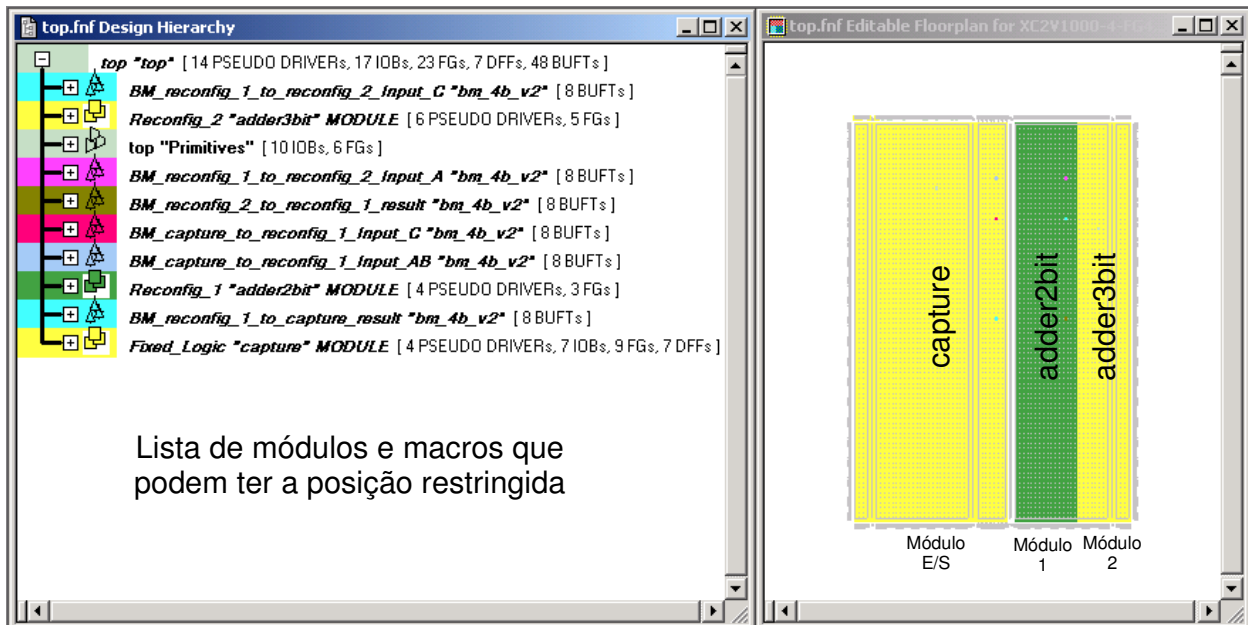 top.fnf Design Hierarchy
top "top" [ 14 PSEUDO DRIVERs, 17 IOBs, 23 FGs, 7 DFFs, 48 BUFTs ]
BM_reconfig_1_to_reconfig_2_input_C "bm_4b_v2" [ 8 BUFTs ]
Reconfig_2 "adder3bit" MODULE [ 6 PSEUDO DRIVERs, 5 FGs ]
top "Primitives" [ 10 IOBs, 6 FGs ]
BM_reconfig_1_to_reconfig_2_input_A "bm_4b_v2" [ 8 BUFTs ]
BM_reconfig_2_to_reconfig_1_result "bm_4b_v2" [ 8 BUFTs ]
BM_capture_to_reconfig_1_input_C "bm_4b_v2" [ 8 BUFTs ]
BM_capture_to_reconfig_1_input_AB "bm_4b_v2" [ 8 BUFTs ]
Reconfig_1 "adder2bit" MODULE [ 4 PSEUDO DRIVERs, 3 FGs ]
BM_reconfig_1_to_capture_result "bm_4b_v2" [ 8 BUFTs ]
Fixed_Logic "capture" MODULE [ 4 PSEUDO DRIVERs, 7 IOBs, 9 FGs, 7 DFFs ]
Lista de módulos e macros que
podem ter a posição restringida
top.fnf Editable Floorplan for XC2V1000-4-FG
capture
adder2bit
adder3bit
Módulo
E/S
Módulo
1
Módulo
2